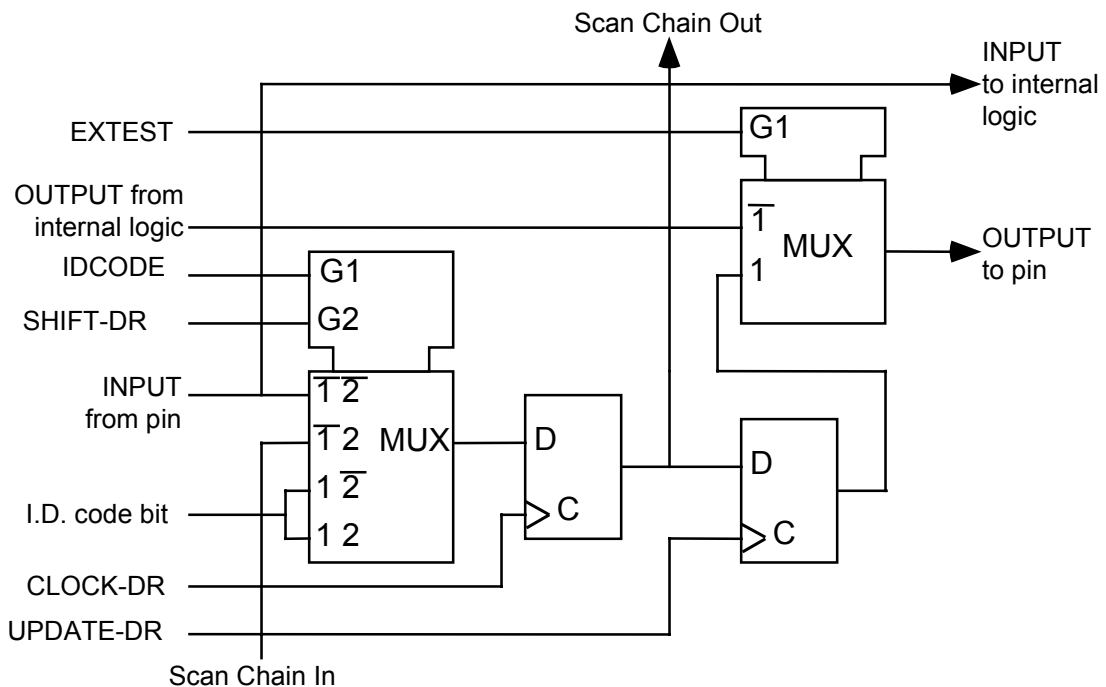 Scan Chain Out
INPUT
to internal
logic
EXTEST
G1
OUTPUT from
internal logic
1̅
MUX
1
OUTPUT
to pin
IDCODE
G1
SHIFT-DR
G2
INPUT
from pin
1̅ 2̅
1̅ 2
MUX
1 2̅
1 2
D
C
D
C
I.D. code bit
CLOCK-DR
UPDATE-DR
Scan Chain In